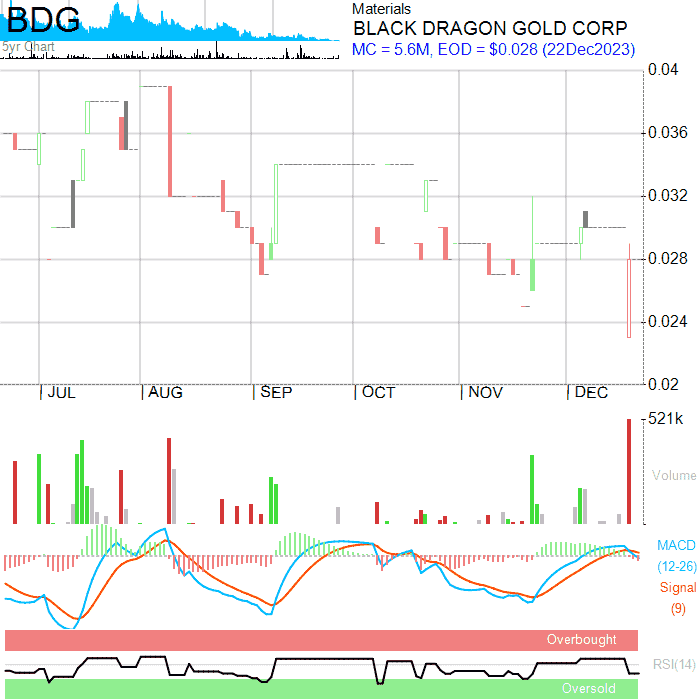 BDG
5yr Chart
Materials
BLACK DRAGON GOLD CORP
MC = 5.6M, EOD = $0.028 (22Dec2023)
0.04
0.036
0.032
0.028
0.024
0.02
JUL AUG SEP OCT NOV DEC
521k
Volume
MACD
(12-26)
Signal
(9)
Overbought
RSI(14)
Oversold